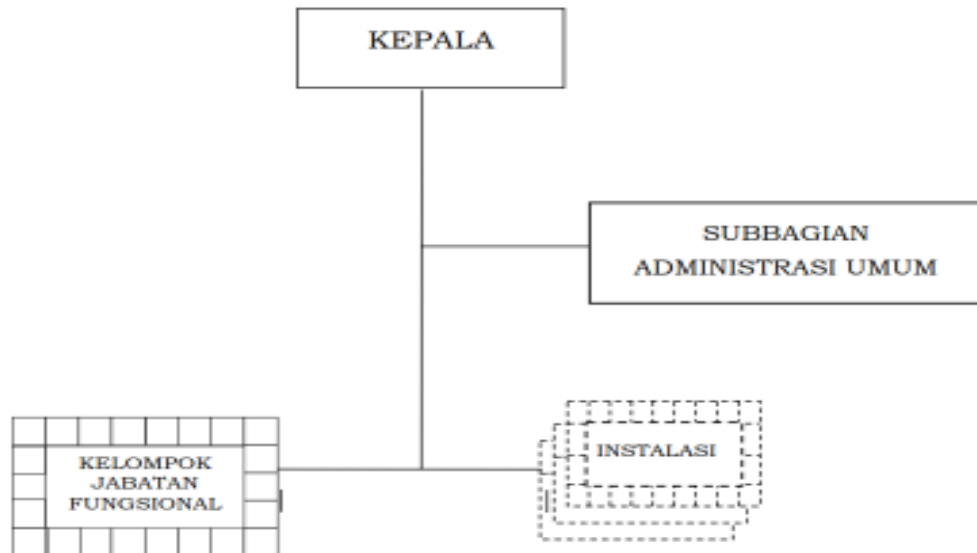 KEPALA
SUBBAGIAN
ADMINISTRASI UMUM
KELOMPOK
JABATAN
FUNGSIONAL
INSTALASI